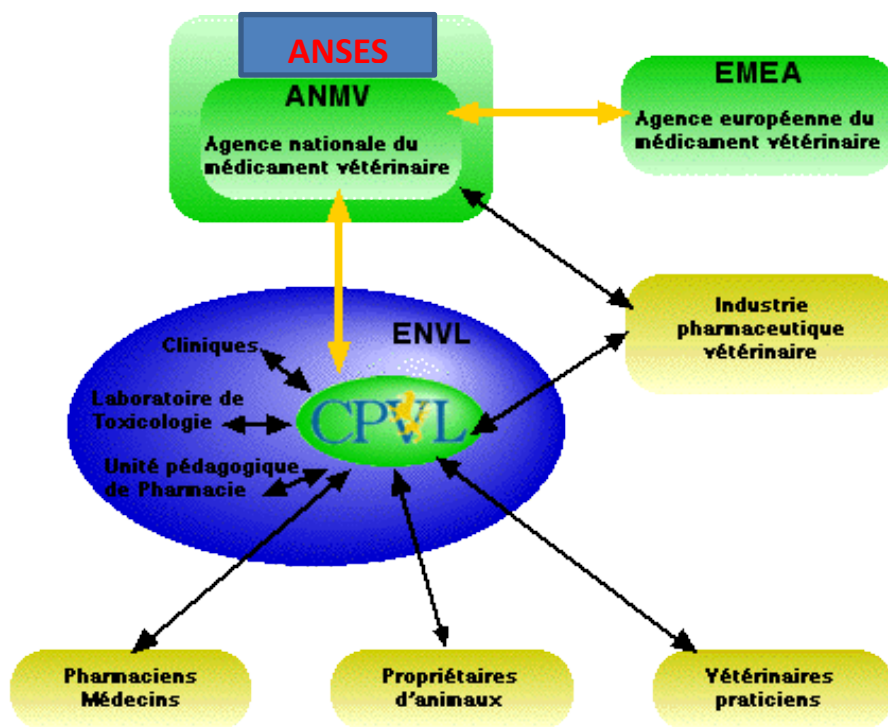 ANSES
ANMV
Agence nationale du
médicament vétérinaire
EMEA
Agence européenne du
médicament vétérinaire
Industrie
pharmaceutique
vétérinaire
ENVL
Cliniques
Laboratoire de
Toxicologie
Unité pédagogique
de Pharmacie
CPVL
Pharmaciens
Médecins
Propriétaires
d'animaux
Vétérinaires
praticiens